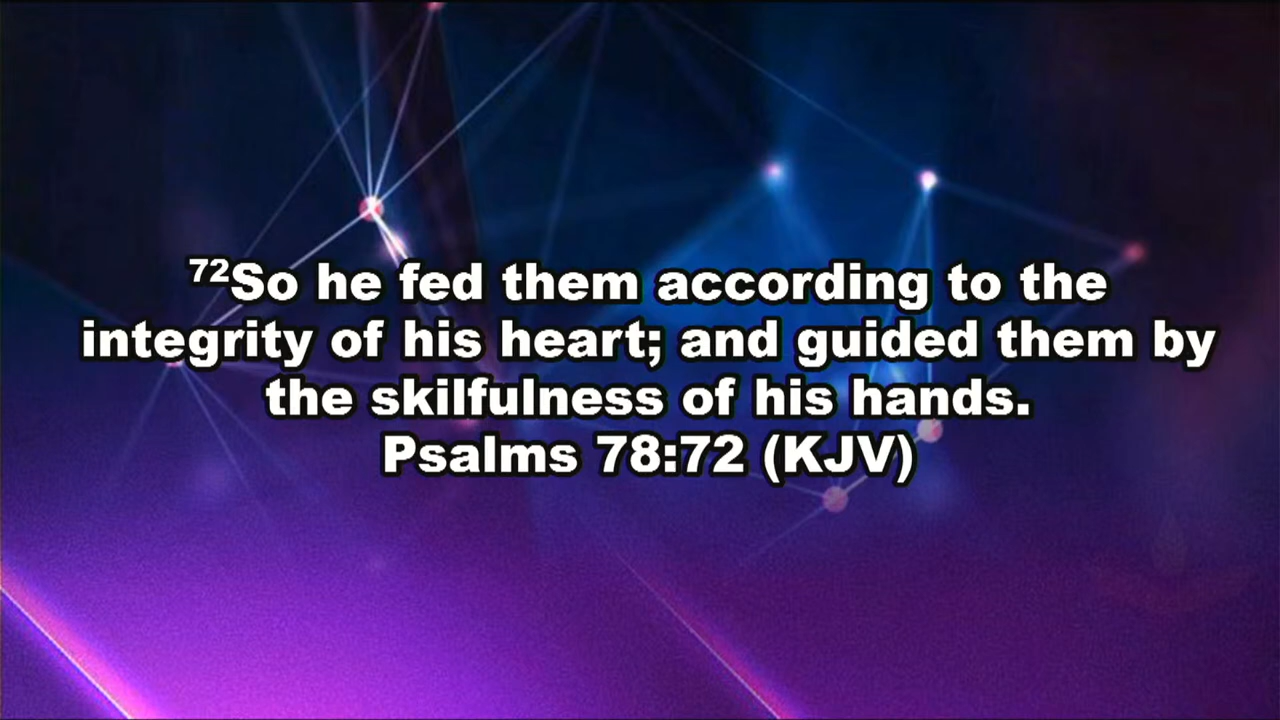 ⁷²So he fed them according to the
integrity of his heart; and guided them by
the skilfulness of his hands.
Psalms 78:72 (KJV)